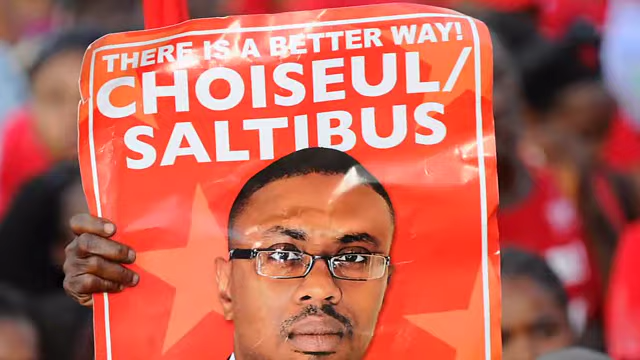 THERE IS A BETTER WAY!
CHOISEUL/
SALTIBUS